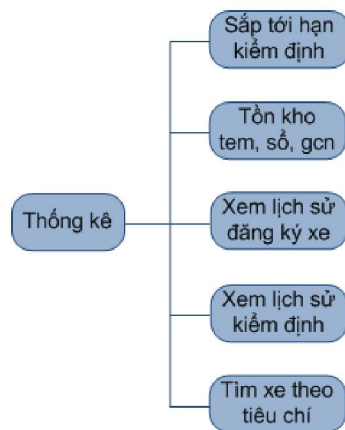 Sắp tới hạn
kiểm định
Tồn kho
tem, sổ, gcn
Thống kê
Xem lịch sử
đăng ký xe
Xem lịch sử
kiểm định
Tìm xe theo
tiêu chí